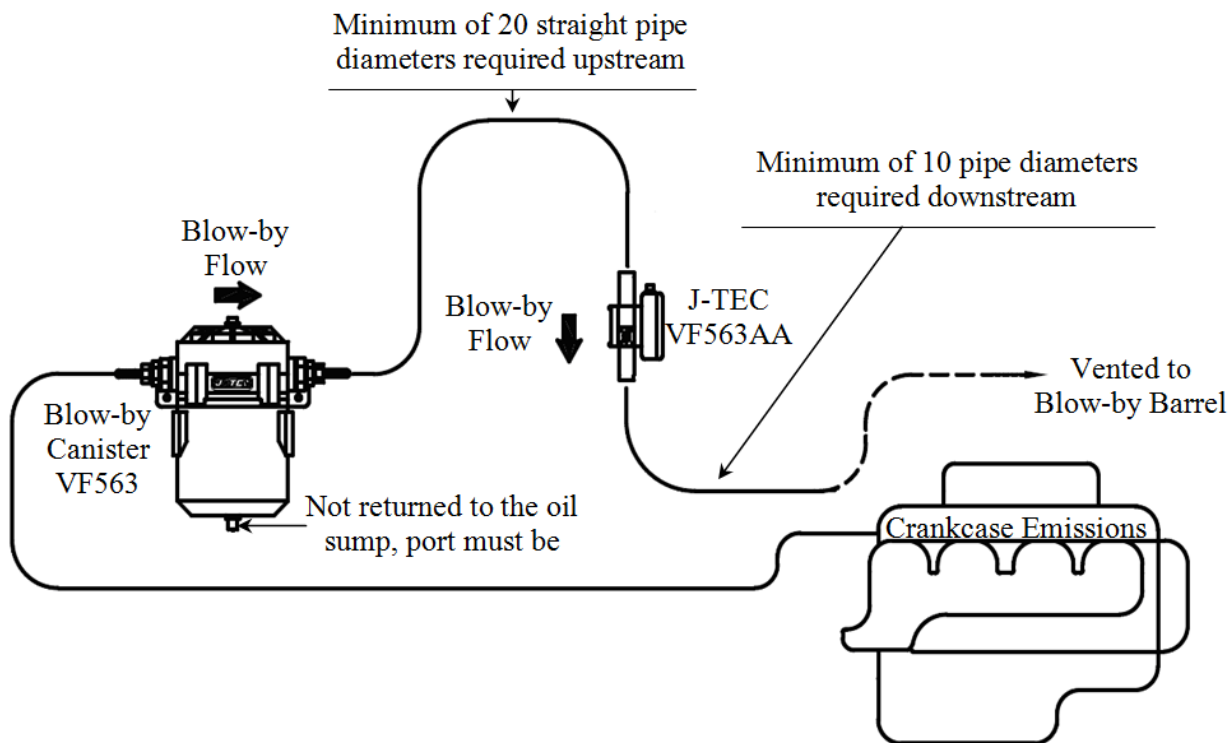 Minimum of 20 straight pipe
diameters required upstream
Minimum of 10 pipe diameters
required downstream
Blow-by
Flow
Blow-by
Flow
J-TEC
VF563AA
Vented to
Blow-by Barrel
Blow-by
Canister
VF563
Not returned to the oil
sump, port must be
Crankcase Emissions